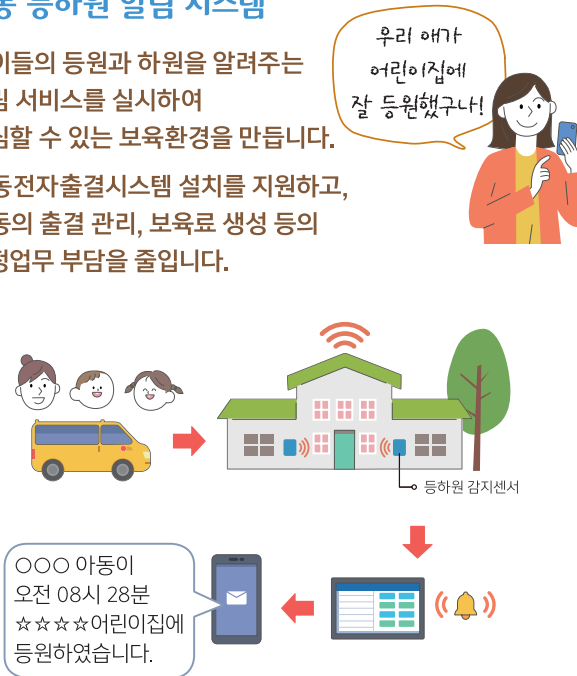 등하원 알림 시스템
이들의 등원과 하원을 알려주는
림 서비스를 실시하여
심할 수 있는 보육환경을 만듭니다.
동전자출결시스템 설치를 지원하고,
동의 출결 관리, 보육료 생성 등의
정업무 부담을 줄입니다.
우리 애가
어린이집에
잘 등원했구나!
등하원 감지센서
○○○ 아동이
오전 08시 28분
☆☆☆☆어린이집에
등원하였습니다.